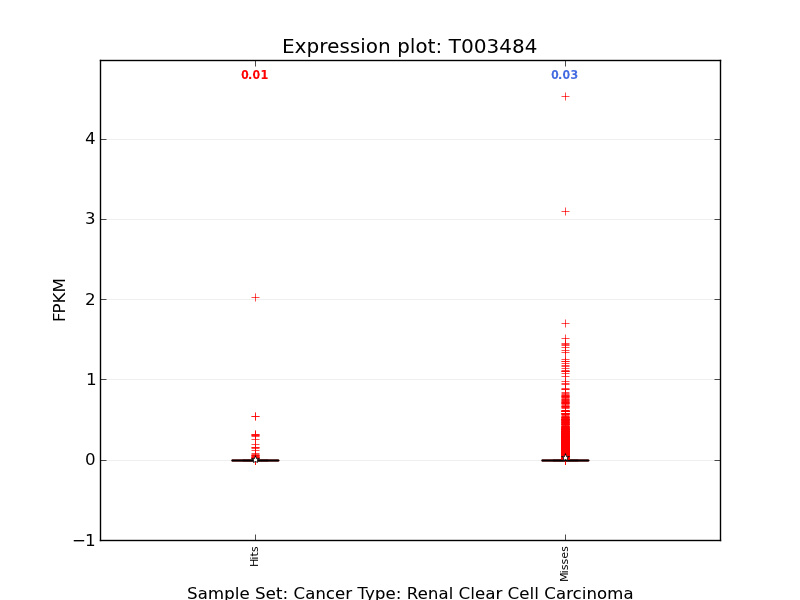 Expression plot: T003484
0.01
0.03
4
3
2
1
0
−1
FPKM
Hits
Misses
Sample Set: Cancer Type: Renal Clear Cell Carcinoma